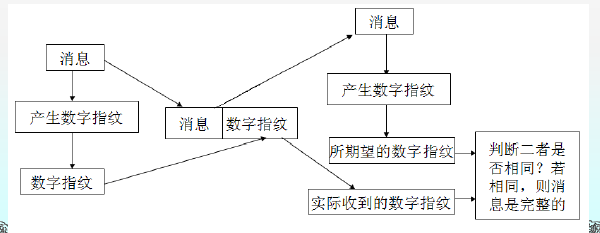 消息
产生数字指纹
数字指纹
消息 数字指纹
消息
产生数字指纹
所期望的数字指纹
实际收到的数字指纹
判断二者是
否相同？若
相同，则消
息是完整的